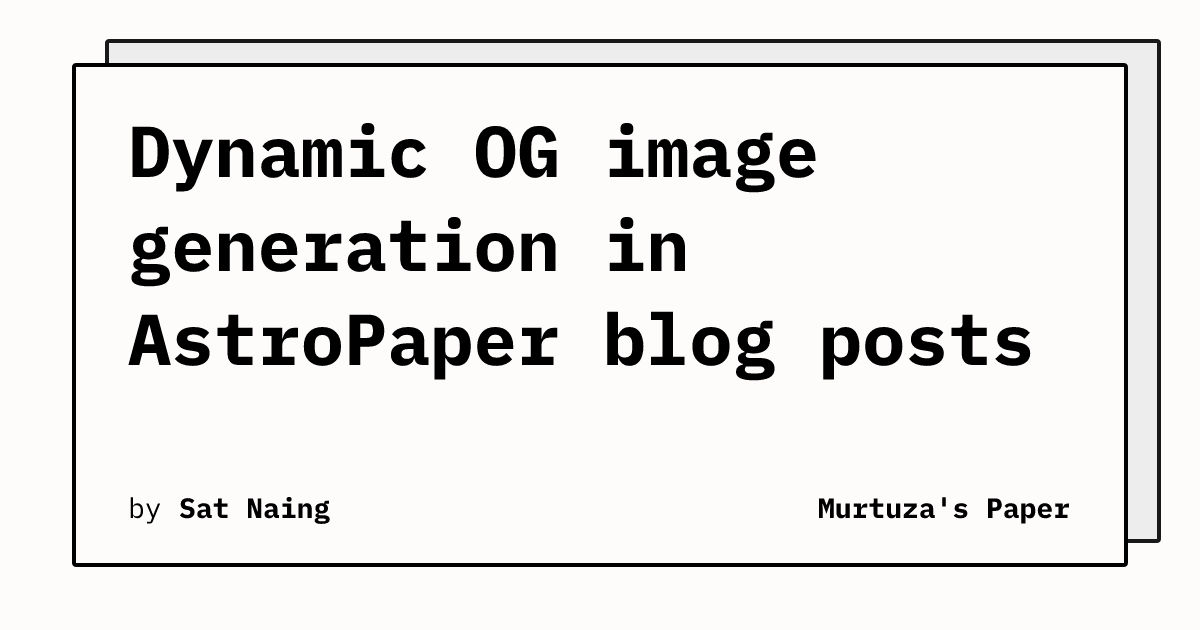 Dynamic OG image
generation in
AstroPaper blog posts
by Sat Naing
Murtuza's Paper